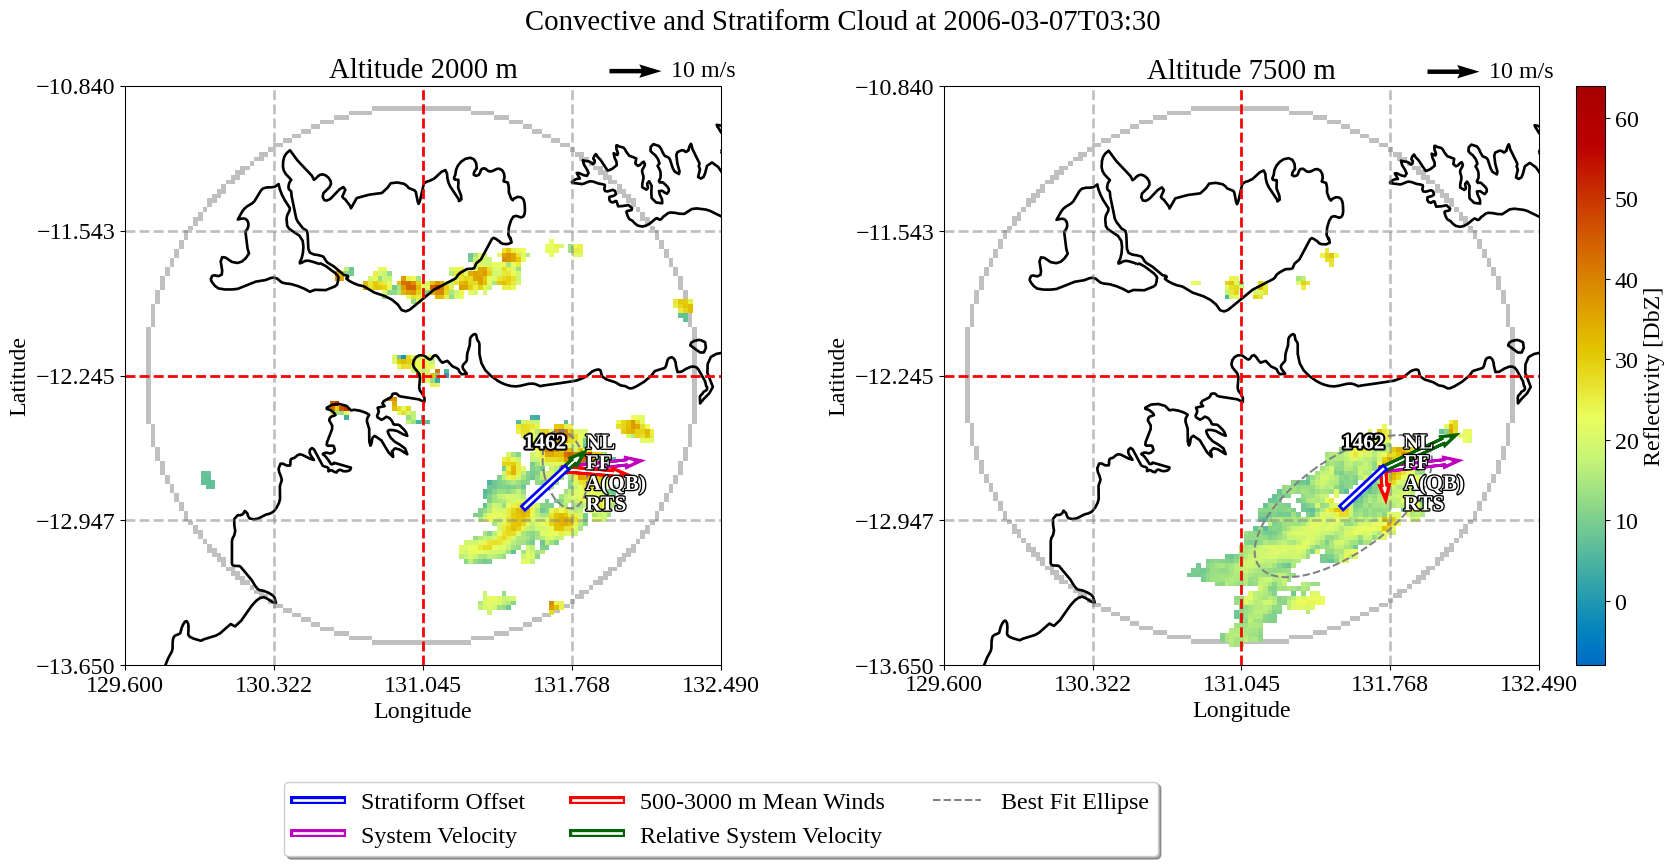 Convective and Stratiform Cloud at 2006-03-07T03:30
Altitude 2000 m
10 m/s
−10.840
−11.543
−12.245
−12.947
−13.650
129.600
130.322
131.045
131.768
132.490
Latitude
Longitude
1462
NL
FF
A(QB)
RTS
Altitude 7500 m
10 m/s
−10.840
−11.543
−12.245
−12.947
−13.650
129.600
130.322
131.045
131.768
132.490
Latitude
Longitude
1462
NL
FF
A(QB)
RTS
60
50
40
30
20
10
0
Reflectivity [DbZ]
Stratiform Offset
500-3000 m Mean Winds
Best Fit Ellipse
System Velocity
Relative System Velocity